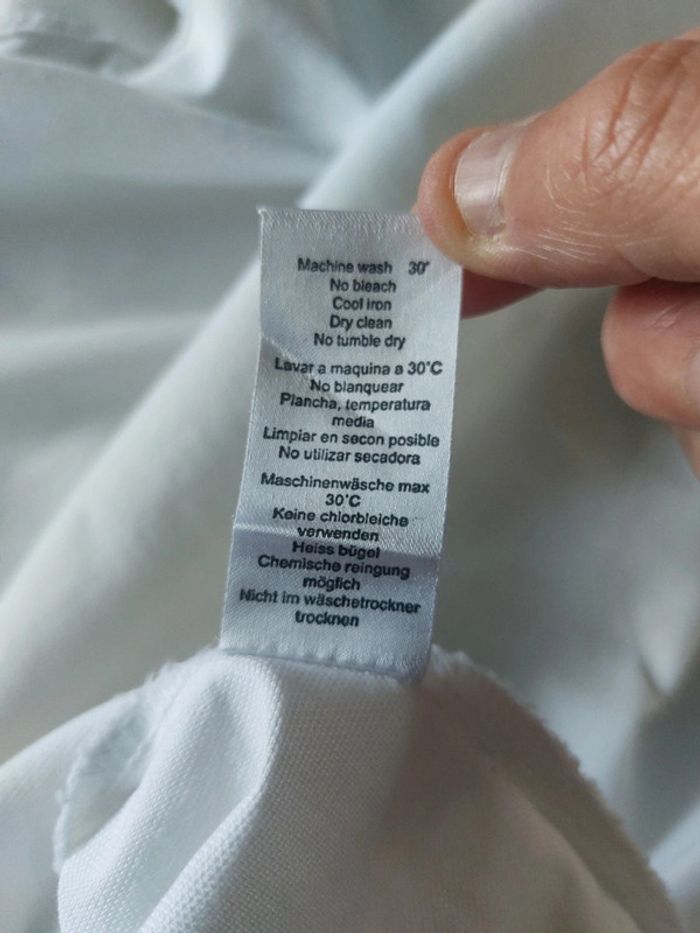 Machine wash 30°
No bleach
Cool iron
Dry clean
No tumble dry
Lavar a maquina a 30°C
No blanquear
Plancha, temperatura
media
Limpiar en secon posible
No utilizar secadora
Maschinenwäsche max
30°C
Keine chlorbleiche
verwenden
Heiss bügel
Chemische reingung
möglich
Nicht im wäschetrockner
trocknen